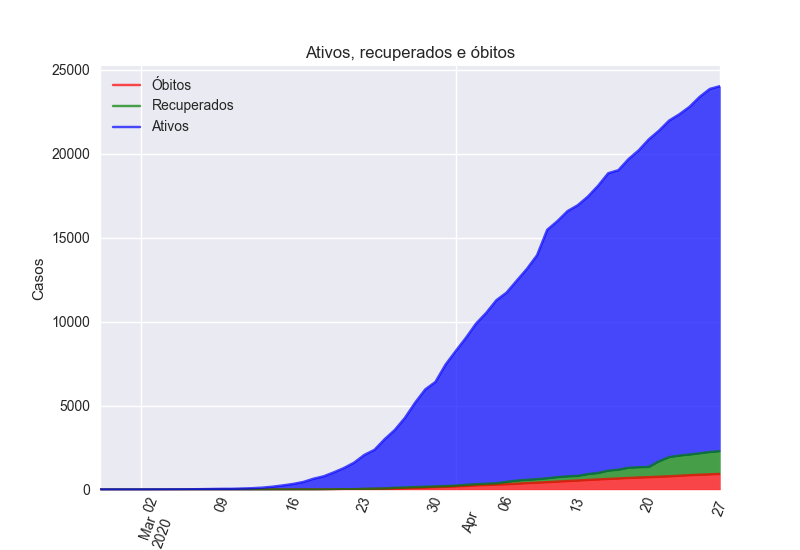 Ativos, recuperados e óbitos
25000
20000
15000
10000
5000
0
Casos
Óbitos
Recuperados
Ativos
02
Mar
2020
09
16
23
30
Apr
06
13
20
27